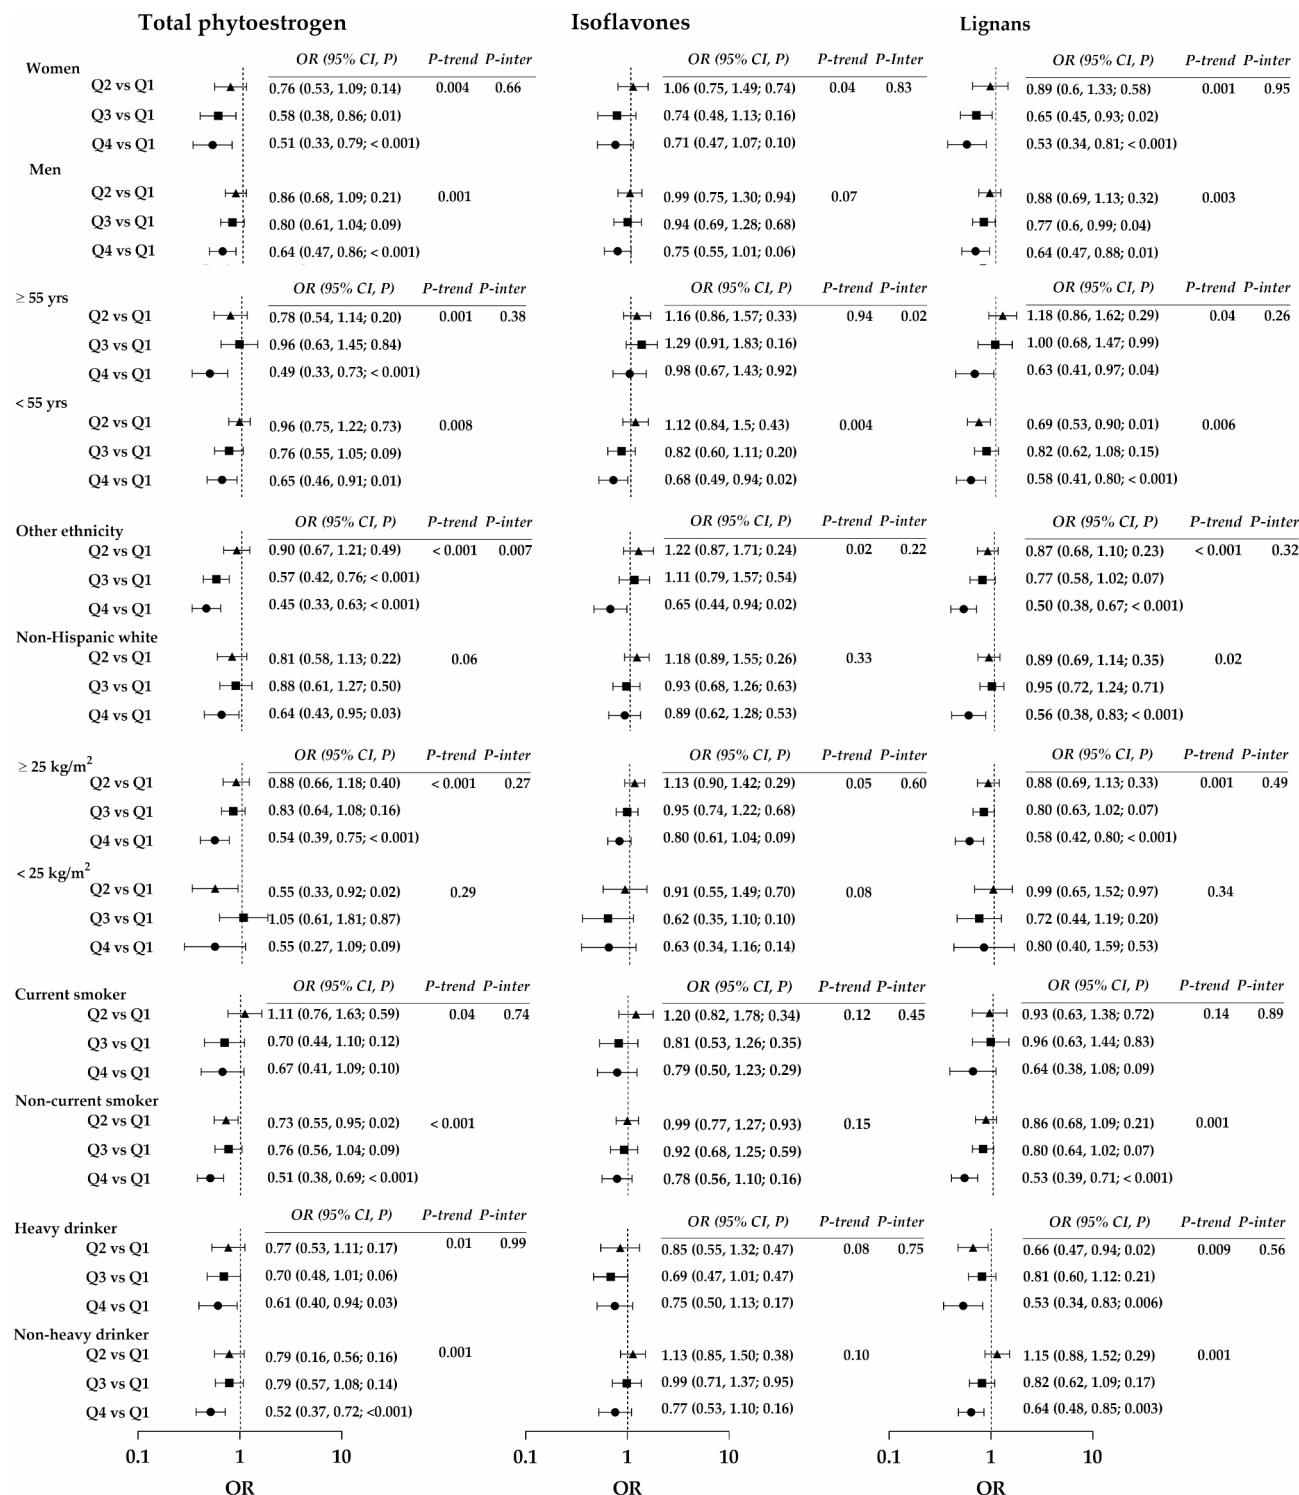 Total phytoestrogen Isoflavones Lignans
OR (95% CI, P) P-trend P-inter OR (95% CI, P) P-trend P-Inter OR (95% CI, P) P-trend P-inter
Women
Q2 vs Q1 0.76 (0.53, 1.09; 0.14) 0.004 0.66 1.06 (0.75, 1.49; 0.74) 0.04 0.83 0.89 (0.6, 1.33; 0.58) 0.001 0.95
Q3 vs Q1 0.58 (0.38, 0.86; 0.01) 0.74 (0.48, 1.13; 0.16) 0.65 (0.45, 0.93; 0.02)
Q4 vs Q1 0.51 (0.33, 0.79; < 0.001) 0.71 (0.47, 1.07; 0.10) 0.53 (0.34, 0.81; < 0.001)
Men
Q2 vs Q1 0.86 (0.68, 1.09; 0.21) 0.001 0.99 (0.75, 1.30; 0.94) 0.07 0.88 (0.69, 1.13; 0.32) 0.003
Q3 vs Q1 0.80 (0.61, 1.04; 0.09) 0.94 (0.69, 1.28; 0.68) 0.77 (0.6, 0.99; 0.04)
Q4 vs Q1 0.64 (0.47, 0.86; < 0.001) 0.75 (0.55, 1.01; 0.06) 0.64 (0.47, 0.88; 0.01)
OR (95% CI, P) P-trend P-inter OR (95% CI, P) P-trend P-inter OR (95% CI, P) P-trend P-inter
≥ 55 yrs
Q2 vs Q1 0.78 (0.54, 1.14; 0.20) 0.001 0.38 1.16 (0.86, 1.57; 0.33) 0.94 0.02 1.18 (0.86, 1.62; 0.29) 0.04 0.26
Q3 vs Q1 0.96 (0.63, 1.45; 0.84) 1.29 (0.91, 1.83; 0.16) 1.00 (0.68, 1.47; 0.99)
Q4 vs Q1 0.49 (0.33, 0.73; < 0.001) 0.98 (0.67, 1.43; 0.92) 0.63 (0.41, 0.97; 0.04)
< 55 yrs
Q2 vs Q1 0.96 (0.75, 1.22; 0.73) 0.008 1.12 (0.84, 1.5; 0.43) 0.004 0.69 (0.53, 0.90; 0.01) 0.006
Q3 vs Q1 0.76 (0.55, 1.05; 0.09) 0.82 (0.60, 1.11; 0.20) 0.82 (0.62, 1.08; 0.15)
Q4 vs Q1 0.65 (0.46, 0.91; 0.01) 0.68 (0.49, 0.94; 0.02) 0.58 (0.41, 0.80; < 0.001)
OR (95% CI, P) P-trend P-inter OR (95% CI, P) P-trend P-inter OR (95% CI, P) P-trend P-inter
Other ethnicity
Q2 vs Q1 0.90 (0.67, 1.21; 0.49) < 0.001 0.007 1.22 (0.87, 1.71; 0.24) 0.02 0.22 0.87 (0.68, 1.10; 0.23) < 0.001 0.32
Q3 vs Q1 0.57 (0.42, 0.76; < 0.001) 1.11 (0.79, 1.57; 0.54) 0.77 (0.58, 1.02; 0.07)
Q4 vs Q1 0.45 (0.33, 0.63; < 0.001) 0.65 (0.44, 0.94; 0.02) 0.50 (0.38, 0.67; < 0.001)
Non-Hispanic white
Q2 vs Q1 0.81 (0.58, 1.13; 0.22) 0.06 1.18 (0.89, 1.55; 0.26) 0.33 0.89 (0.69, 1.14; 0.35) 0.02
Q3 vs Q1 0.88 (0.61, 1.27; 0.50) 0.93 (0.68, 1.26; 0.63) 0.95 (0.72, 1.24; 0.71)
Q4 vs Q1 0.64 (0.43, 0.95; 0.03) 0.89 (0.62, 1.28; 0.53) 0.56 (0.38, 0.83; < 0.001)
OR (95% CI, P) P-trend P-inter OR (95% CI, P) P-trend P-inter OR (95% CI, P) P-trend P-inter
≥ 25 kg/m²
Q2 vs Q1 0.88 (0.66, 1.18; 0.40) < 0.001 0.27 1.13 (0.90, 1.42; 0.29) 0.05 0.60 0.88 (0.69, 1.13; 0.33) 0.001 0.49
Q3 vs Q1 0.83 (0.64, 1.08; 0.16) 0.95 (0.74, 1.22; 0.68) 0.80 (0.63, 1.02; 0.07)
Q4 vs Q1 0.54 (0.39, 0.75; < 0.001) 0.80 (0.61, 1.04; 0.09) 0.58 (0.42, 0.80; < 0.001)
< 25 kg/m²
Q2 vs Q1 0.55 (0.33, 0.92; 0.02) 0.29 0.91 (0.55, 1.49; 0.70) 0.08 0.99 (0.65, 1.52; 0.97) 0.34
Q3 vs Q1 1.05 (0.61, 1.81; 0.87) 0.62 (0.35, 1.10; 0.10) 0.72 (0.44, 1.19; 0.20)
Q4 vs Q1 0.55 (0.27, 1.09; 0.09) 0.63 (0.34, 1.16; 0.14) 0.80 (0.40, 1.59; 0.53)
OR (95% CI, P) P-trend P-inter OR (95% CI, P) P-trend P-inter OR (95% CI, P) P-trend P-inter
Current smoker
Q2 vs Q1 1.11 (0.76, 1.63; 0.59) 0.04 0.74 1.20 (0.82, 1.78; 0.34) 0.12 0.45 0.93 (0.63, 1.38; 0.72) 0.14 0.89
Q3 vs Q1 0.70 (0.44, 1.10; 0.12) 0.81 (0.53, 1.26; 0.35) 0.96 (0.63, 1.44; 0.83)
Q4 vs Q1 0.67 (0.41, 1.09; 0.10) 0.79 (0.50, 1.23; 0.29) 0.64 (0.38, 1.08; 0.09)
Non-current smoker
Q2 vs Q1 0.73 (0.55, 0.95; 0.02) < 0.001 0.99 (0.77, 1.27; 0.93) 0.15 0.86 (0.68, 1.09; 0.21) 0.001
Q3 vs Q1 0.76 (0.56, 1.04; 0.09) 0.92 (0.68, 1.25; 0.59) 0.80 (0.64, 1.02; 0.07)
Q4 vs Q1 0.51 (0.38, 0.69; < 0.001) 0.78 (0.56, 1.10; 0.16) 0.53 (0.39, 0.71; < 0.001)
OR (95% CI, P) P-trend P-inter OR (95% CI, P) P-trend P-inter OR (95% CI, P) P-trend P-inter
Heavy drinker
Q2 vs Q1 0.77 (0.53, 1.11; 0.17) 0.01 0.99 0.85 (0.55, 1.32; 0.47) 0.08 0.75 0.66 (0.47, 0.94; 0.02) 0.009 0.56
Q3 vs Q1 0.70 (0.48, 1.01; 0.06) 0.69 (0.47, 1.01; 0.47) 0.81 (0.60, 1.12: 0.21)
Q4 vs Q1 0.61 (0.40, 0.94; 0.03) 0.75 (0.50, 1.13; 0.17) 0.53 (0.34, 0.83; 0.006)
Non-heavy drinker
Q2 vs Q1 0.79 (0.16, 0.56; 0.16) 0.001 1.13 (0.85, 1.50; 0.38) 0.10 1.15 (0.88, 1.52; 0.29) 0.001
Q3 vs Q1 0.79 (0.57, 1.08; 0.14) 0.99 (0.71, 1.37; 0.95) 0.82 (0.62, 1.09; 0.17)
Q4 vs Q1 0.52 (0.37, 0.72; <0.001) 0.77 (0.53, 1.10; 0.16) 0.64 (0.48, 0.85; 0.003)
0.1 1 10 0.1 1 10 0.1 1 10
OR OR OR